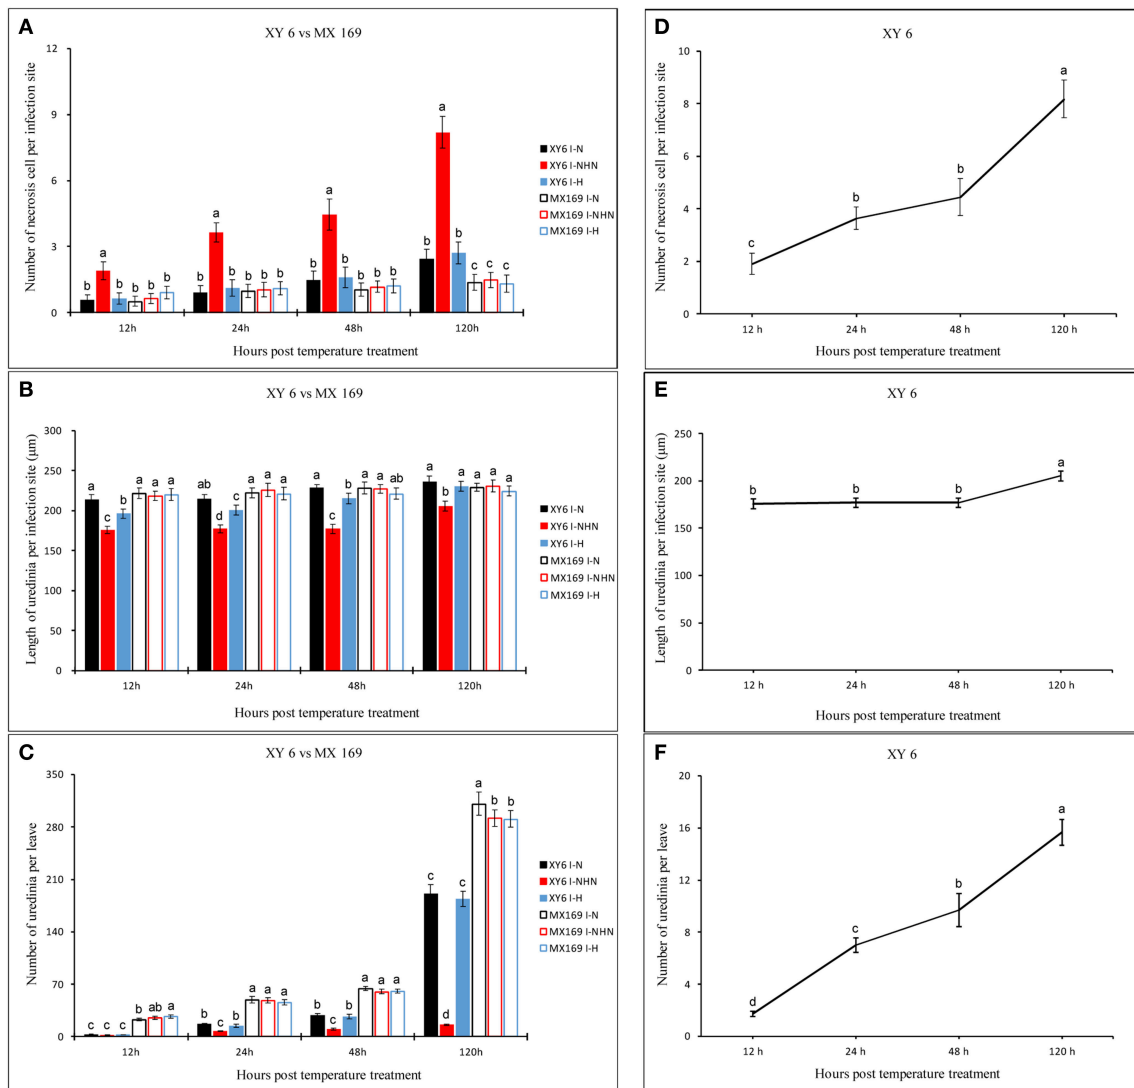 A
XY 6 vs MX 169
Number of necrosis cell per infection site
12
9
6
3
0
b a b b b b
b a b b b b
b a b b b b
b a b c c c
12h 24h 48h 120h
Hours post temperature treatment
XY6 I-N
XY6 I-NHN
XY6 I-H
MX169 I-N
MX169 I-NHN
MX169 I-H
D
XY 6
Number of necrosis cell per infection site
10
8
6
4
2
0
c b b a
12 h 24 h 48 h 120 h
Hours post temperature treatment
B
XY 6 vs MX 169
Length of uredinia per infection site (μm)
300
250
200
150
100
50
0
a c b a a a
ab d c a a a
a c b a a ab
a b a a a a
12h 24h 48h 120h
Hours post temperature treatment
XY6 I-N
XY6 I-NHN
XY6 I-H
MX169 I-N
MX169 I-NHN
MX169 I-H
E
XY 6
Length of uredinia per infection site (μm)
250
200
150
100
50
0
b b b a
12 h 24 h 48 h 120 h
Hours post temperature treatment
C
XY 6 vs MX 169
Number of uredinia per leave
350
280
210
140
70
0
c c c b ab a
b c b a a a
b c b a a a
c d c a b b
12h 24h 48h 120h
Hours post temperature treatment
XY6 I-N
XY6 I-NHN
XY6 I-H
MX169 I-N
MX169 I-NHN
MX169 I-H
F
XY 6
Number of uredinia per leave
20
16
12
8
4
0
d c b a
12 h 24 h 48 h 120 h
Hours post temperature treatment